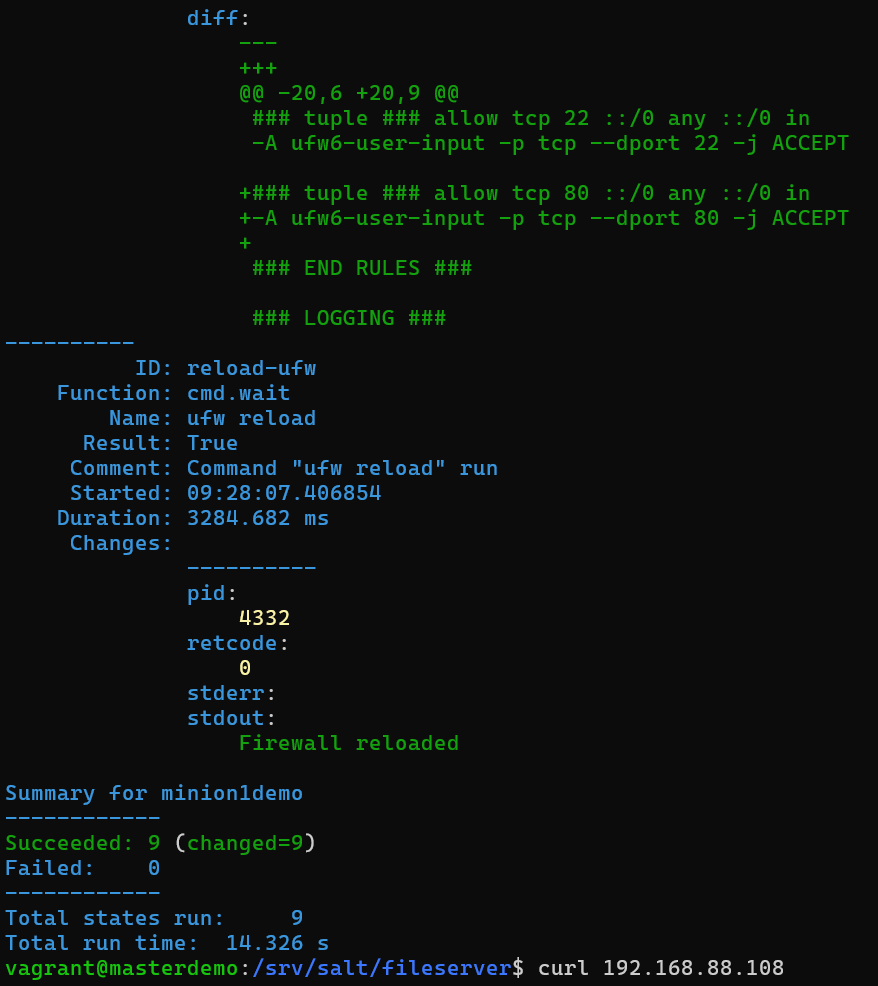 diff:
---
+++
@@ -20,6 +20,9 @@
### tuple ### allow tcp 22 ::/0 any ::/0 in
-A ufw6-user-input -p tcp --dport 22 -j ACCEPT
+### tuple ### allow tcp 80 ::/0 any ::/0 in
+-A ufw6-user-input -p tcp --dport 80 -j ACCEPT
+
### END RULES ###
### LOGGING ###
----------
ID: reload-ufw
Function: cmd.wait
Name: ufw reload
Result: True
Comment: Command "ufw reload" run
Started: 09:28:07.406854
Duration: 3284.682 ms
Changes:
----------
pid:
4332
retcode:
0
stderr:
stdout:
Firewall reloaded
Summary for minion1demo
------------
Succeeded: 9 (changed=9)
Failed:    0
------------
Total states run:     9
Total run time:  14.326 s
vagrant@masterdemo:/srv/salt/fileserver$ curl 192.168.88.108